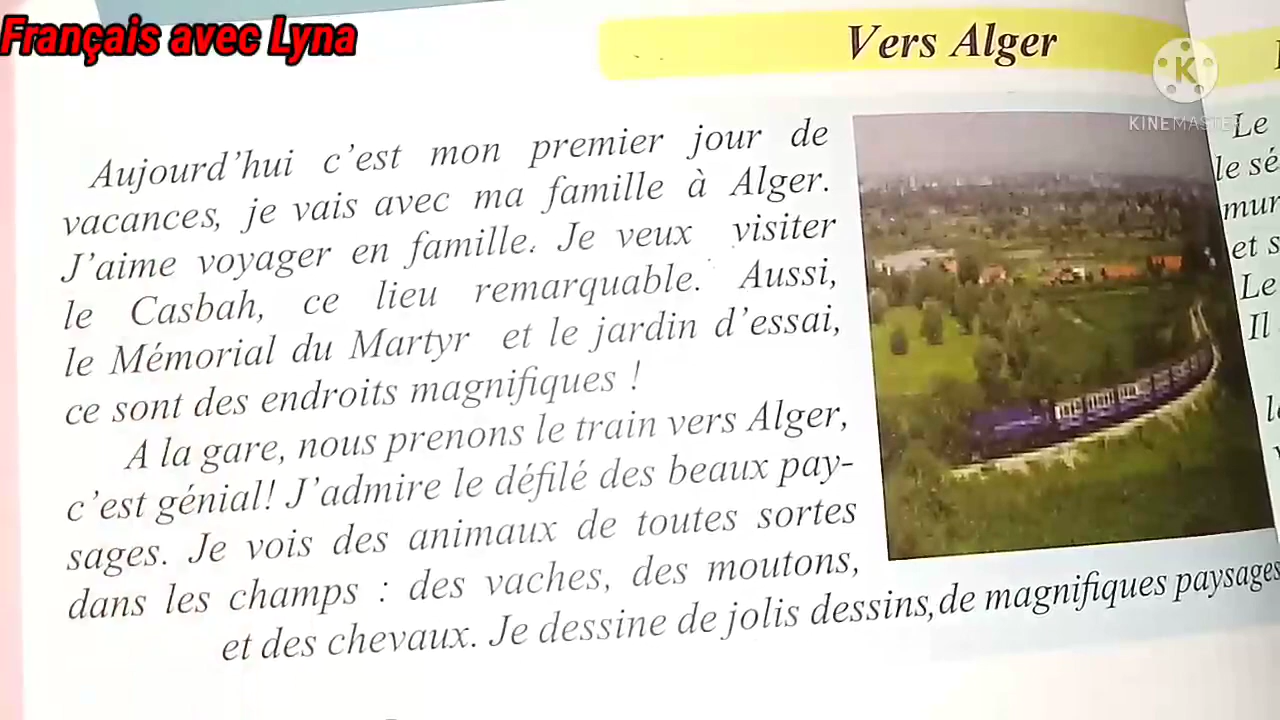 Français avec Lyna
Vers Alger
KINEMASTER
Aujourd'hui c'est mon premier jour de
vacances, je vais avec ma famille à Alger.
J'aime voyager en famille. Je veux visiter
le Casbah, ce lieu remarquable. Aussi,
le Mémorial du Martyr et le jardin d'essai,
ce sont des endroits magnifiques !
A la gare, nous prenons le train vers Alger,
c'est génial! J'admire le défilé des beaux pay-
sages. Je vois des animaux de toutes sortes
dans les champs : des vaches, des moutons,
et des chevaux. Je dessine de jolis dessins,de magnifiques paysages
Le
le sé
mur
et s
Le
Il